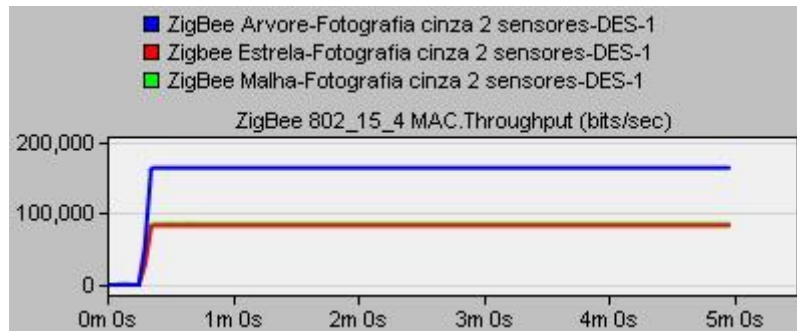 ZigBee Arvore-Fotografia cinza 2 sensores-DES-1
Zigbee Estrela-Fotografia cinza 2 sensores-DES-1
ZigBee Malha-Fotografia cinza 2 sensores-DES-1
ZigBee 802_15_4 MAC.Throughput (bits/sec)
200,000
100,000
0
0m 0s 1m 0s 2m 0s 3m 0s 4m 0s 5m 0s